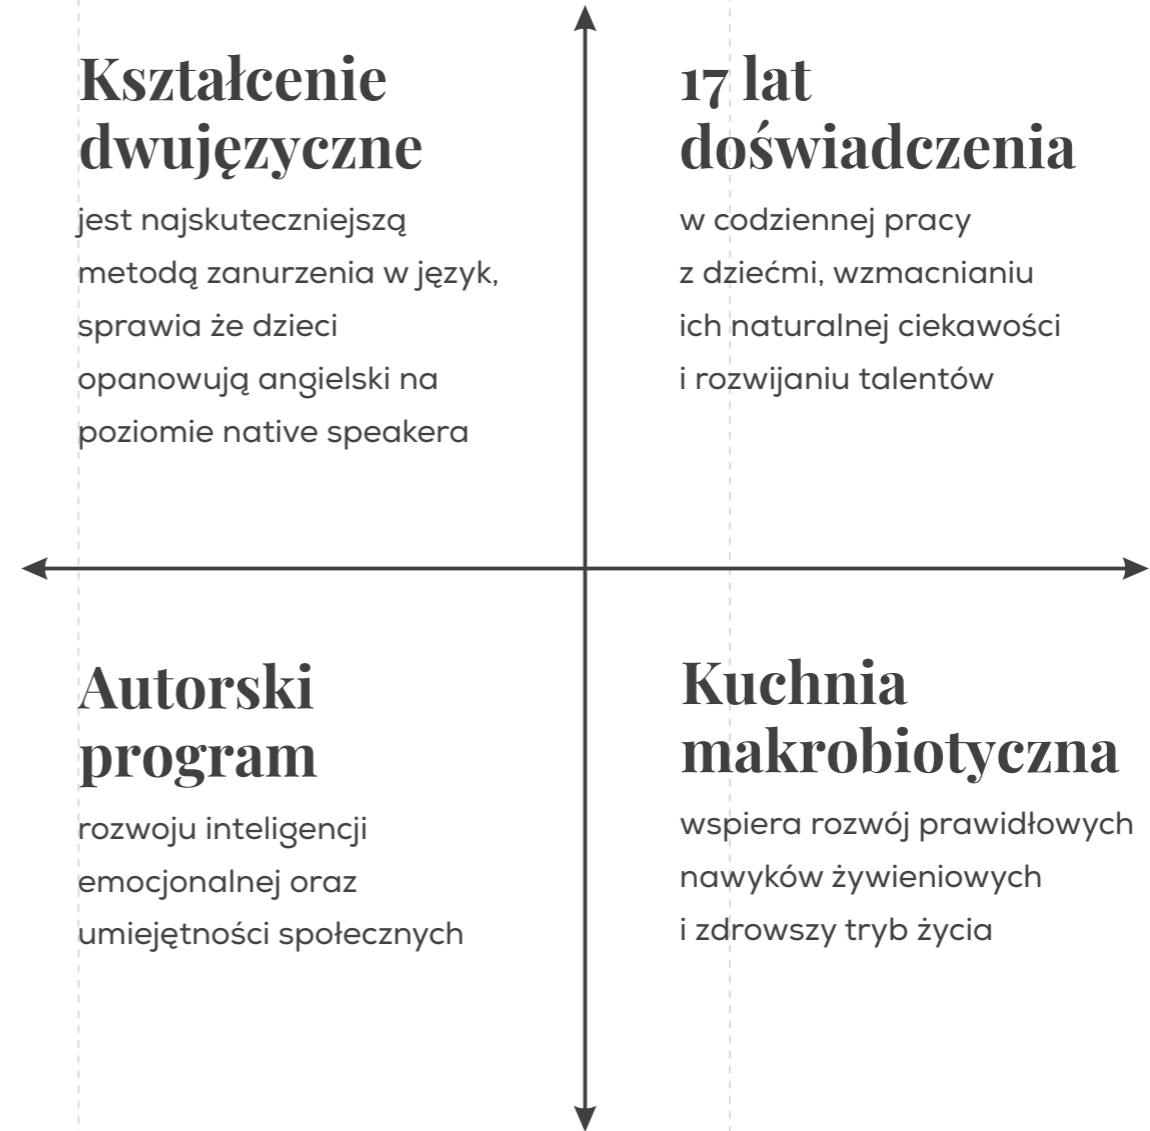 Kształcenie
dwujęzyczne
jest najskuteczniejszą
metodą zanurzenia w język,
sprawia że dzieci
opanowują angielski na
poziomie native speakera
17 lat
doświadczenia
w codziennej pracy
z dziećmi, wzmacnianiu
ich naturalnej ciekawości
i rozwijaniu talentów
Autorski
program
rozwoju inteligencji
emocjonalnej oraz
umiejętności społecznych
Kuchnia
makrobiotyczna
wspiera rozwój prawidłowych
nawyków żywieniowych
i zdrowszy tryb życia